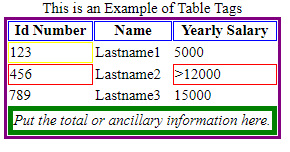 This is an Example of Table Tags
Id Number Name Yearly Salary
123 Lastname1 5000
456 Lastname2 >12000
789 Lastname3 15000
Put the total or ancillary information here.